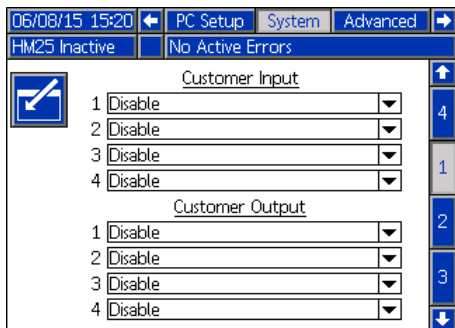 06/08/15 15:20 PC Setup System Advanced
HM25 Inactive No Active Errors
Customer Input
1 Disable
2 Disable
3 Disable
4 Disable
Customer Output
1 Disable
2 Disable
3 Disable
4 Disable
4
1
2
3